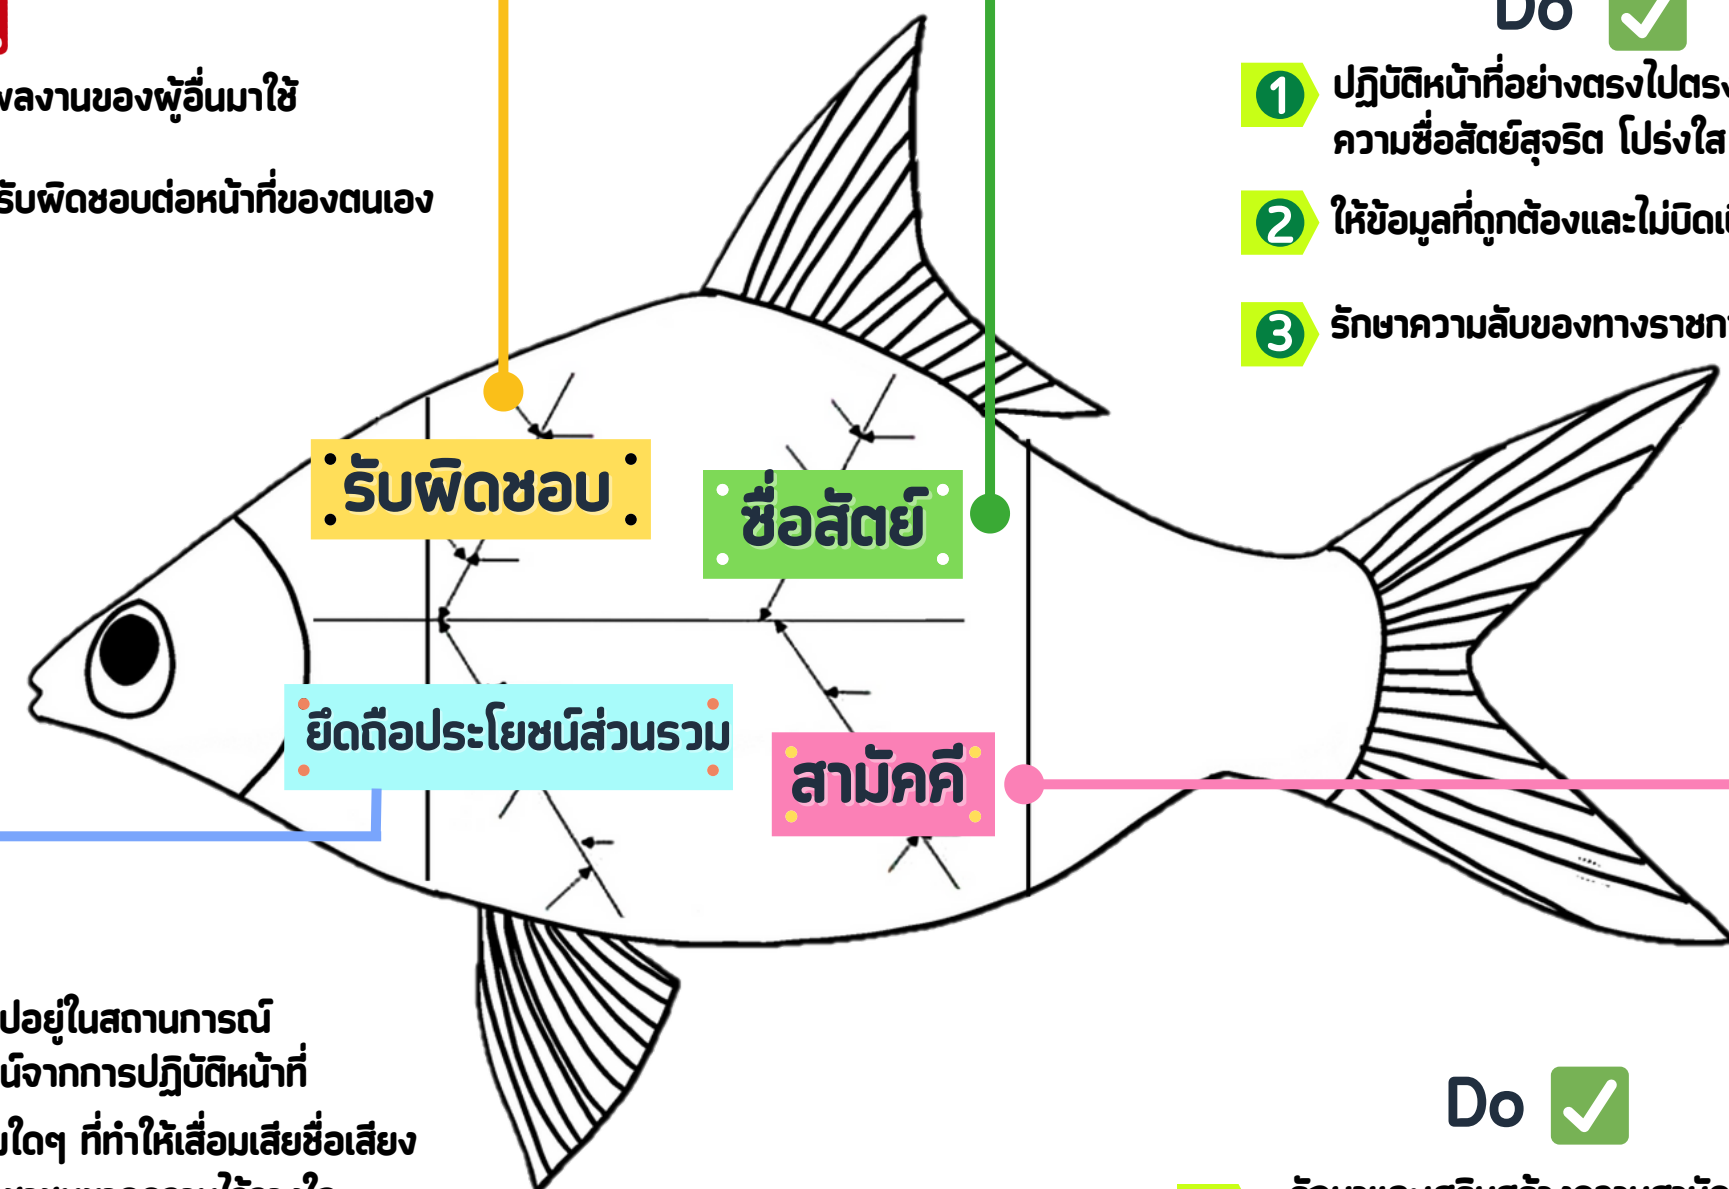 Do
ผลงานของผู้อื่นมาใช้
รับผิดชอบต่อหน้าที่ของตนเอง
1 ปฏิบัติหน้าที่อย่างตรงไปตรง
ความซื่อสัตย์สุจริต โปร่งใส
2 ให้ข้อมูลที่ถูกต้องและไม่บิดเ
3 รักษาความลับของทางราชก
รับผิดชอบ
ซื่อสัตย์
ยึดถือประโยชน์ส่วนรวม
สามัคคี
ปอยู่ในสถานการณ์
น์จากการปฏิบัติหน้าที่
ใดๆ ที่ทำให้เสื่อมเสียชื่อเสียง
Do